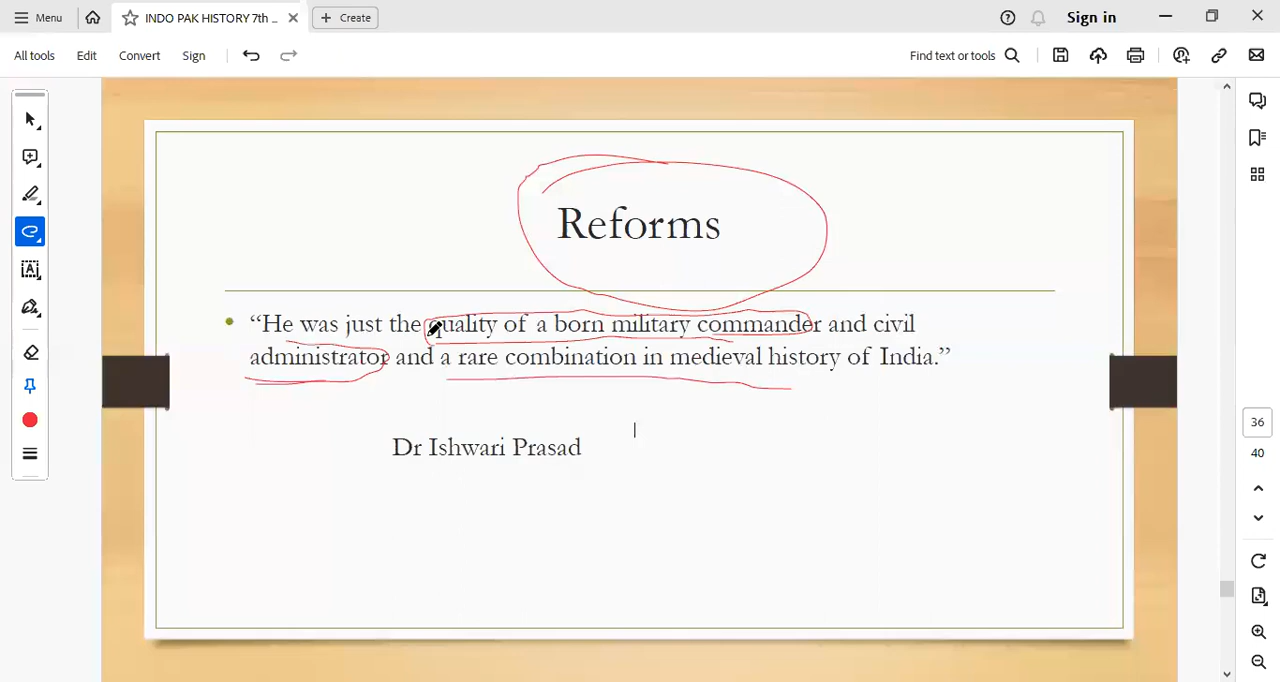 Menu
INDO PAK HISTORY 7th ...
Create
Sign in
All tools
Edit
Convert
Sign
Find text or tools
Reforms
“He was just the quality of a born military commander and civil
administrator and a rare combination in medieval history of India.”
Dr Ishwari Prasad
36
40